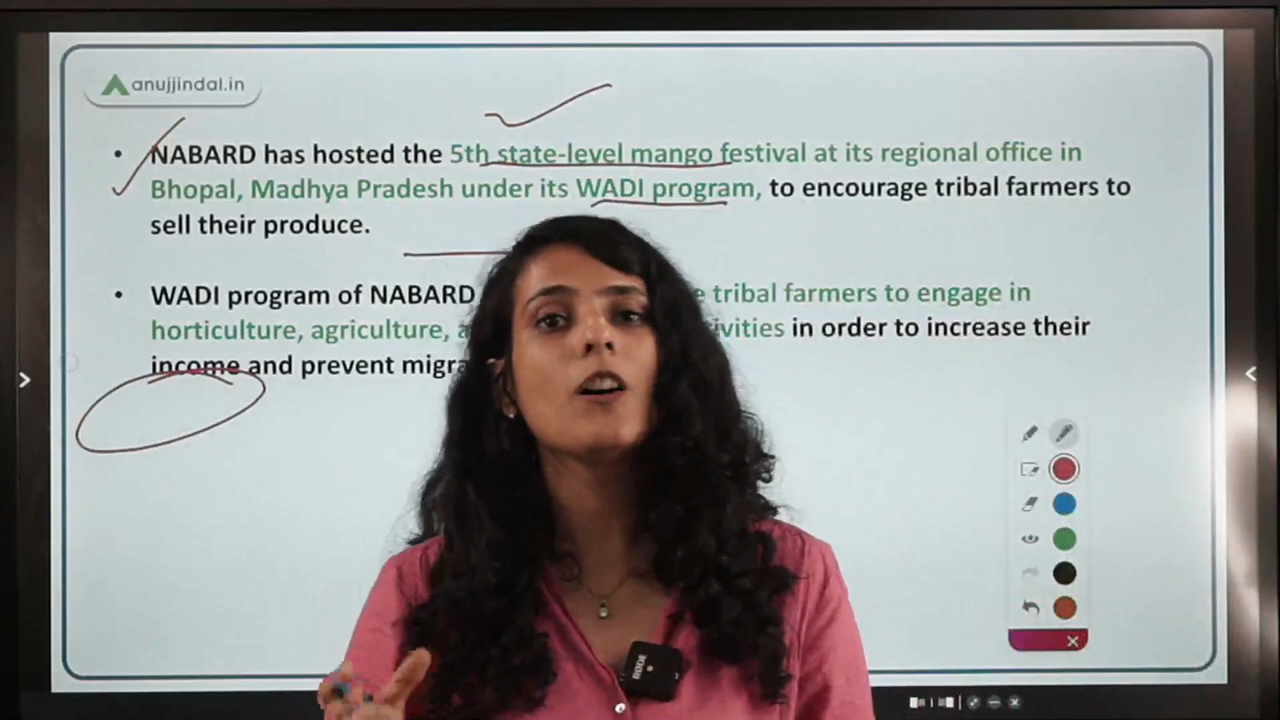 anujjindal.in
• NABARD has hosted the 5th state-level mango festival at its regional office in
Bhopal, Madhya Pradesh under its WADI program, to encourage tribal farmers to
sell their produce.
• WADI program of NABARD tribal farmers to engage in
horticulture, agriculture, in order to increase their
income and prevent
RODE